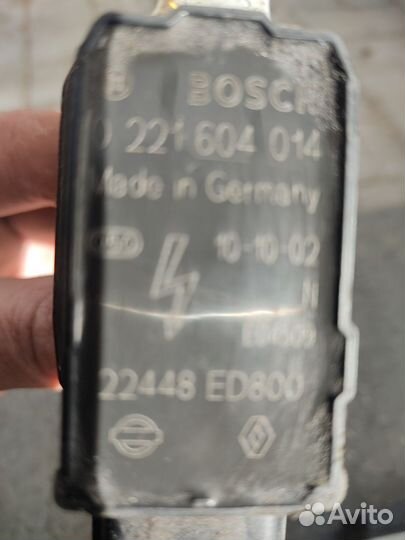 BOSCH
0 221 604 014
Made in Germany
10-10-02
22448 ED800
Avito